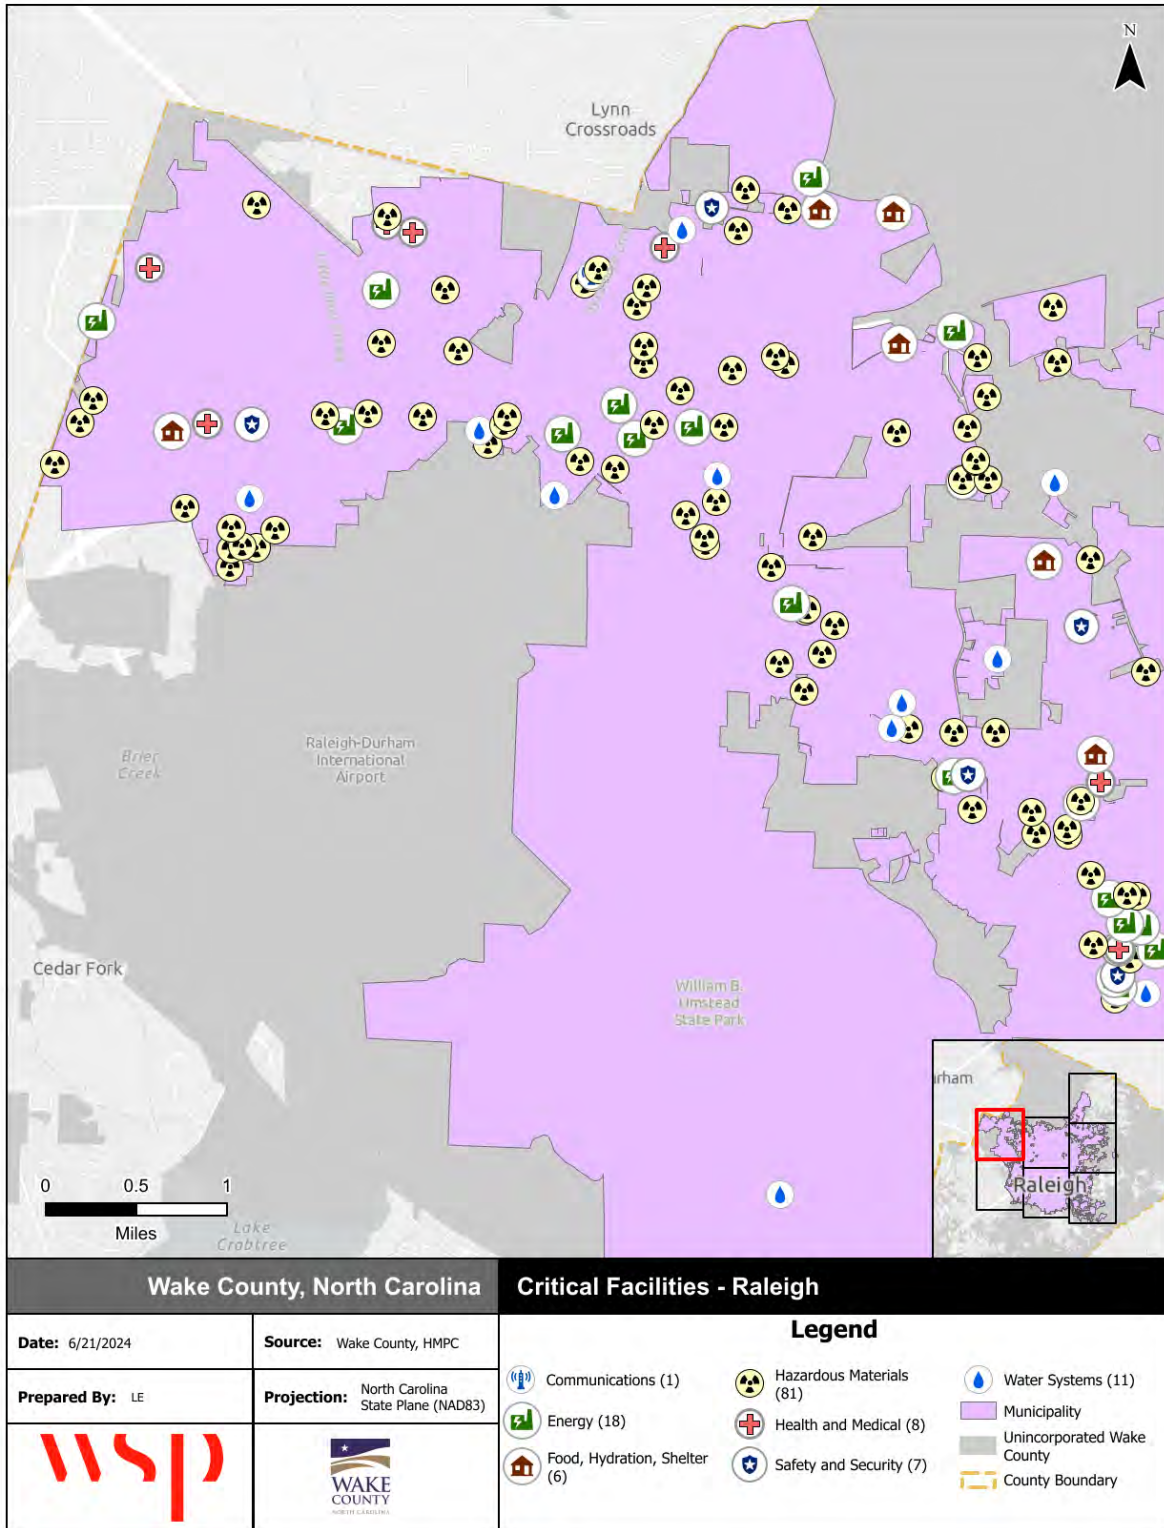 N
Lynn
Crossroads
Brier
Creek
Raleigh-Durham
International
Airport
Cedar Fork
William B.
Umstead
State Park
Lake
Crabtree
0 0.5 1
Miles
urham
Raleigh
Wake County, North Carolina
Critical Facilities - Raleigh
Date: 6/21/2024
Source: Wake County, HMPC
Prepared By: LE
Projection: North Carolina
State Plane (NAD83)
wsp
WAKE
COUNTY
NORTH CAROLINA
Legend
Communications (1)
Energy (18)
Food, Hydration, Shelter
(6)
Hazardous Materials
(81)
Health and Medical (8)
Safety and Security (7)
Water Systems (11)
Municipality
Unincorporated Wake
County
County Boundary